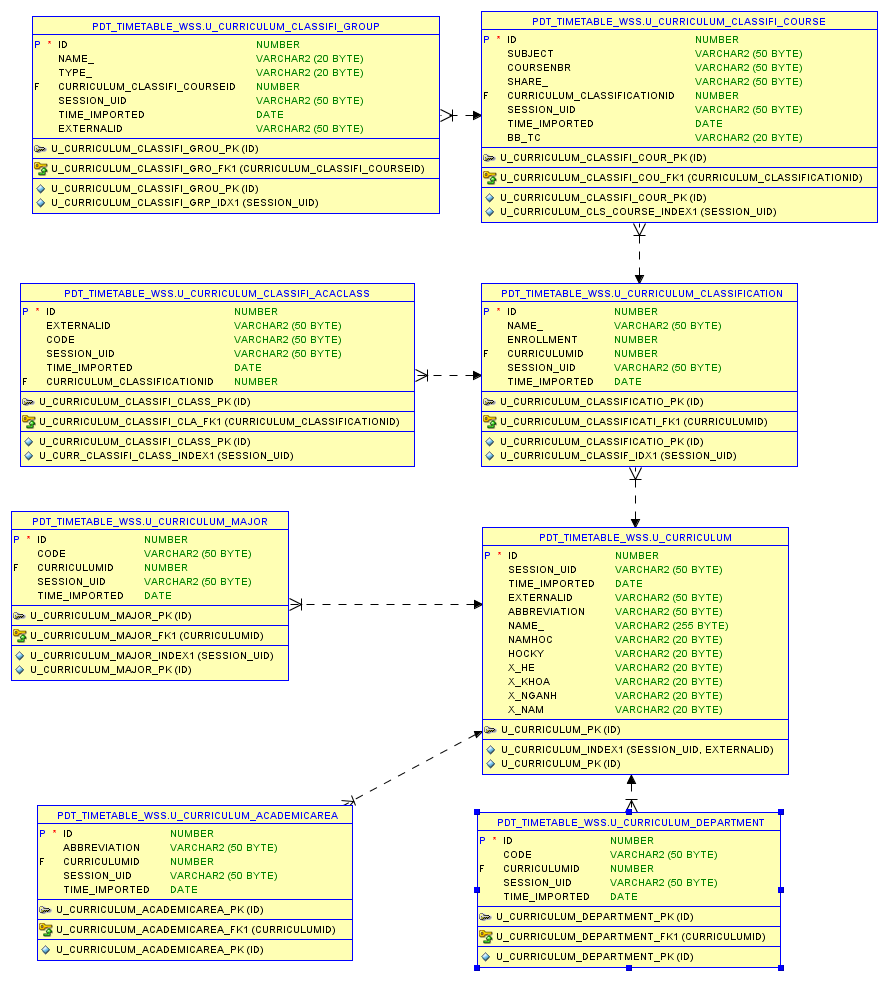 PDT_TIMETABLE_WSS.U_CURRICULUM_CLASSIFI_GROUP
P * ID NUMBER
NAME_ VARCHAR2 (20 BYTE)
TYPE_ VARCHAR2 (20 BYTE)
F CURRICULUM_CLASSIFI_COURSEID NUMBER
SESSION_UID VARCHAR2 (50 BYTE)
TIME_IMPORTED DATE
EXTERNALID VARCHAR2 (50 BYTE)
U_CURRICULUM_CLASSIFI_GROU_PK (ID)
U_CURRICULUM_CLASSIFI_GRO_FK1 (CURRICULUM_CLASSIFI_COURSEID)
U_CURRICULUM_CLASSIFI_GROU_PK (ID)
U_CURRICULUM_CLASSIFI_GRP_IDX1 (SESSION_UID)
PDT_TIMETABLE_WSS.U_CURRICULUM_CLASSIFI_COURSE
P * ID NUMBER
SUBJECT VARCHAR2 (50 BYTE)
COURSENBR VARCHAR2 (50 BYTE)
SHARE_ VARCHAR2 (50 BYTE)
F CURRICULUM_CLASSIFICATIONID NUMBER
SESSION_UID VARCHAR2 (50 BYTE)
TIME_IMPORTED DATE
BB_TC VARCHAR2 (20 BYTE)
U_CURRICULUM_CLASSIFI_COUR_PK (ID)
U_CURRICULUM_CLASSIFI_COU_FK1 (CURRICULUM_CLASSIFICATIONID)
U_CURRICULUM_CLASSIFI_COUR_PK (ID)
U_CURRICULUM_CLS_COURSE_INDEX1 (SESSION_UID)
PDT_TIMETABLE_WSS.U_CURRICULUM_CLASSIFI_ACACLASS
P * ID NUMBER
EXTERNALID VARCHAR2 (50 BYTE)
CODE VARCHAR2 (50 BYTE)
SESSION_UID VARCHAR2 (50 BYTE)
TIME_IMPORTED DATE
F CURRICULUM_CLASSIFICATIONID NUMBER
U_CURRICULUM_CLASSIFI_CLASS_PK (ID)
U_CURRICULUM_CLASSIFI_CLA_FK1 (CURRICULUM_CLASSIFICATIONID)
U_CURRICULUM_CLASSIFI_CLASS_PK (ID)
U_CURR_CLASSIFI_CLASS_INDEX1 (SESSION_UID)
PDT_TIMETABLE_WSS.U_CURRICULUM_CLASSIFICATION
P * ID NUMBER
NAME_ VARCHAR2 (50 BYTE)
ENROLLMENT NUMBER
F CURRICULUMID NUMBER
SESSION_UID VARCHAR2 (50 BYTE)
TIME_IMPORTED DATE
U_CURRICULUM_CLASSIFICATIO_PK (ID)
U_CURRICULUM_CLASSIFICATI_FK1 (CURRICULUMID)
U_CURRICULUM_CLASSIFICATIO_PK (ID)
U_CURRICULUM_CLASSIF_IDX1 (SESSION_UID)
PDT_TIMETABLE_WSS.U_CURRICULUM_MAJOR
P * ID NUMBER
CODE VARCHAR2 (50 BYTE)
F CURRICULUMID NUMBER
SESSION_UID VARCHAR2 (50 BYTE)
TIME_IMPORTED DATE
U_CURRICULUM_MAJOR_PK (ID)
U_CURRICULUM_MAJOR_FK1 (CURRICULUMID)
U_CURRICULUM_MAJOR_INDEX1 (SESSION_UID)
U_CURRICULUM_MAJOR_PK (ID)
PDT_TIMETABLE_WSS.U_CURRICULUM
P * ID NUMBER
SESSION_UID VARCHAR2 (50 BYTE)
TIME_IMPORTED DATE
EXTERNALID VARCHAR2 (50 BYTE)
ABBREVIATION VARCHAR2 (50 BYTE)
NAME_ VARCHAR2 (255 BYTE)
NAMHOC VARCHAR2 (20 BYTE)
HOCKY VARCHAR2 (20 BYTE)
X_HE VARCHAR2 (20 BYTE)
X_KHOA VARCHAR2 (20 BYTE)
X_NGANH VARCHAR2 (20 BYTE)
X_NAM VARCHAR2 (20 BYTE)
U_CURRICULUM_PK (ID)
U_CURRICULUM_INDEX1 (SESSION_UID, EXTERNALID)
U_CURRICULUM_PK (ID)
PDT_TIMETABLE_WSS.U_CURRICULUM_ACADEMICAREA
P * ID NUMBER
ABBREVIATION VARCHAR2 (50 BYTE)
F CURRICULUMID NUMBER
SESSION_UID VARCHAR2 (50 BYTE)
TIME_IMPORTED DATE
U_CURRICULUM_ACADEMICAREA_PK (ID)
U_CURRICULUM_ACADEMICAREA_FK1 (CURRICULUMID)
U_CURRICULUM_ACADEMICAREA_PK (ID)
PDT_TIMETABLE_WSS.U_CURRICULUM_DEPARTMENT
P * ID NUMBER
CODE VARCHAR2 (50 BYTE)
F CURRICULUMID NUMBER
SESSION_UID VARCHAR2 (50 BYTE)
TIME_IMPORTED DATE
U_CURRICULUM_DEPARTMENT_PK (ID)
U_CURRICULUM_DEPARTMENT_FK1 (CURRICULUMID)
U_CURRICULUM_DEPARTMENT_PK (ID)